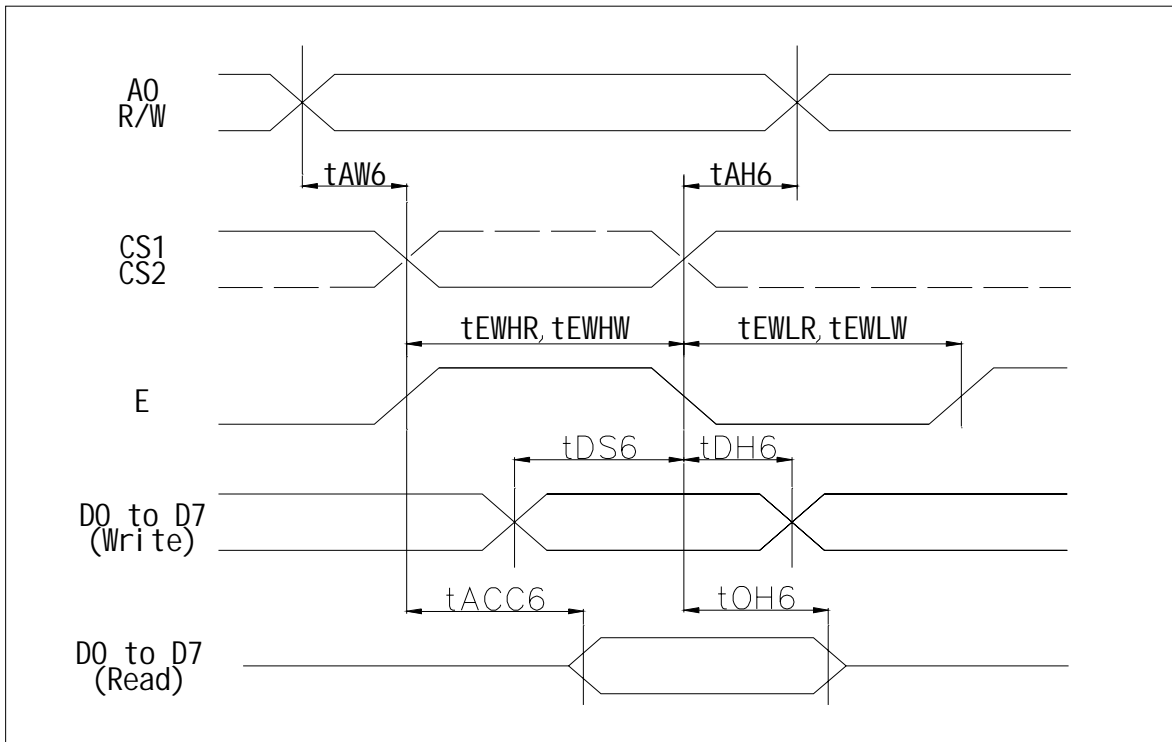 A0
R/W
tAW6
tAH6
CS1
CS2
tEWHR, tEWHW
tEWLR, tEWLW
E
tDS6
tDH6
D0 to D7
(Write)
tACC6
tOH6
D0 to D7
(Read)